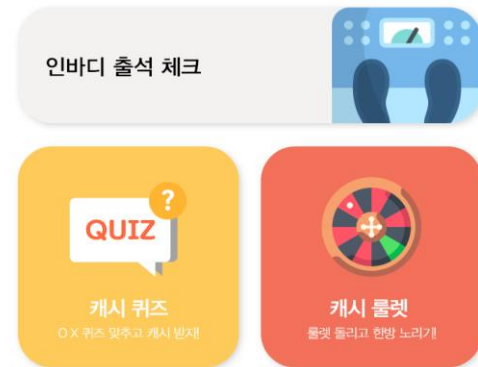 인바디 출석 체크
?
QUIZ
캐시 퀴즈
O X 퀴즈 맞추고 캐시 받자!
캐시 룰렛
룰렛 돌리고 한방 노리기!